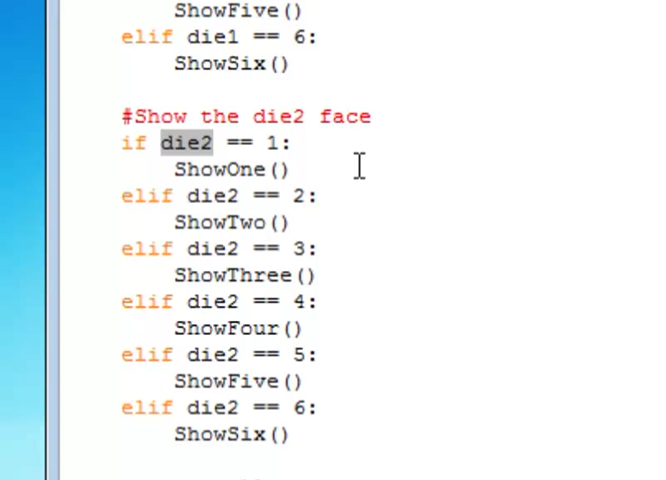 ShowFive()
elif die1 == 6:
ShowSix()
#Show the die2 face
if die2 == 1:
ShowOne()
elif die2 == 2:
ShowTwo()
elif die2 == 3:
ShowThree()
elif die2 == 4:
ShowFour()
elif die2 == 5:
ShowFive()
elif die2 == 6:
ShowSix()